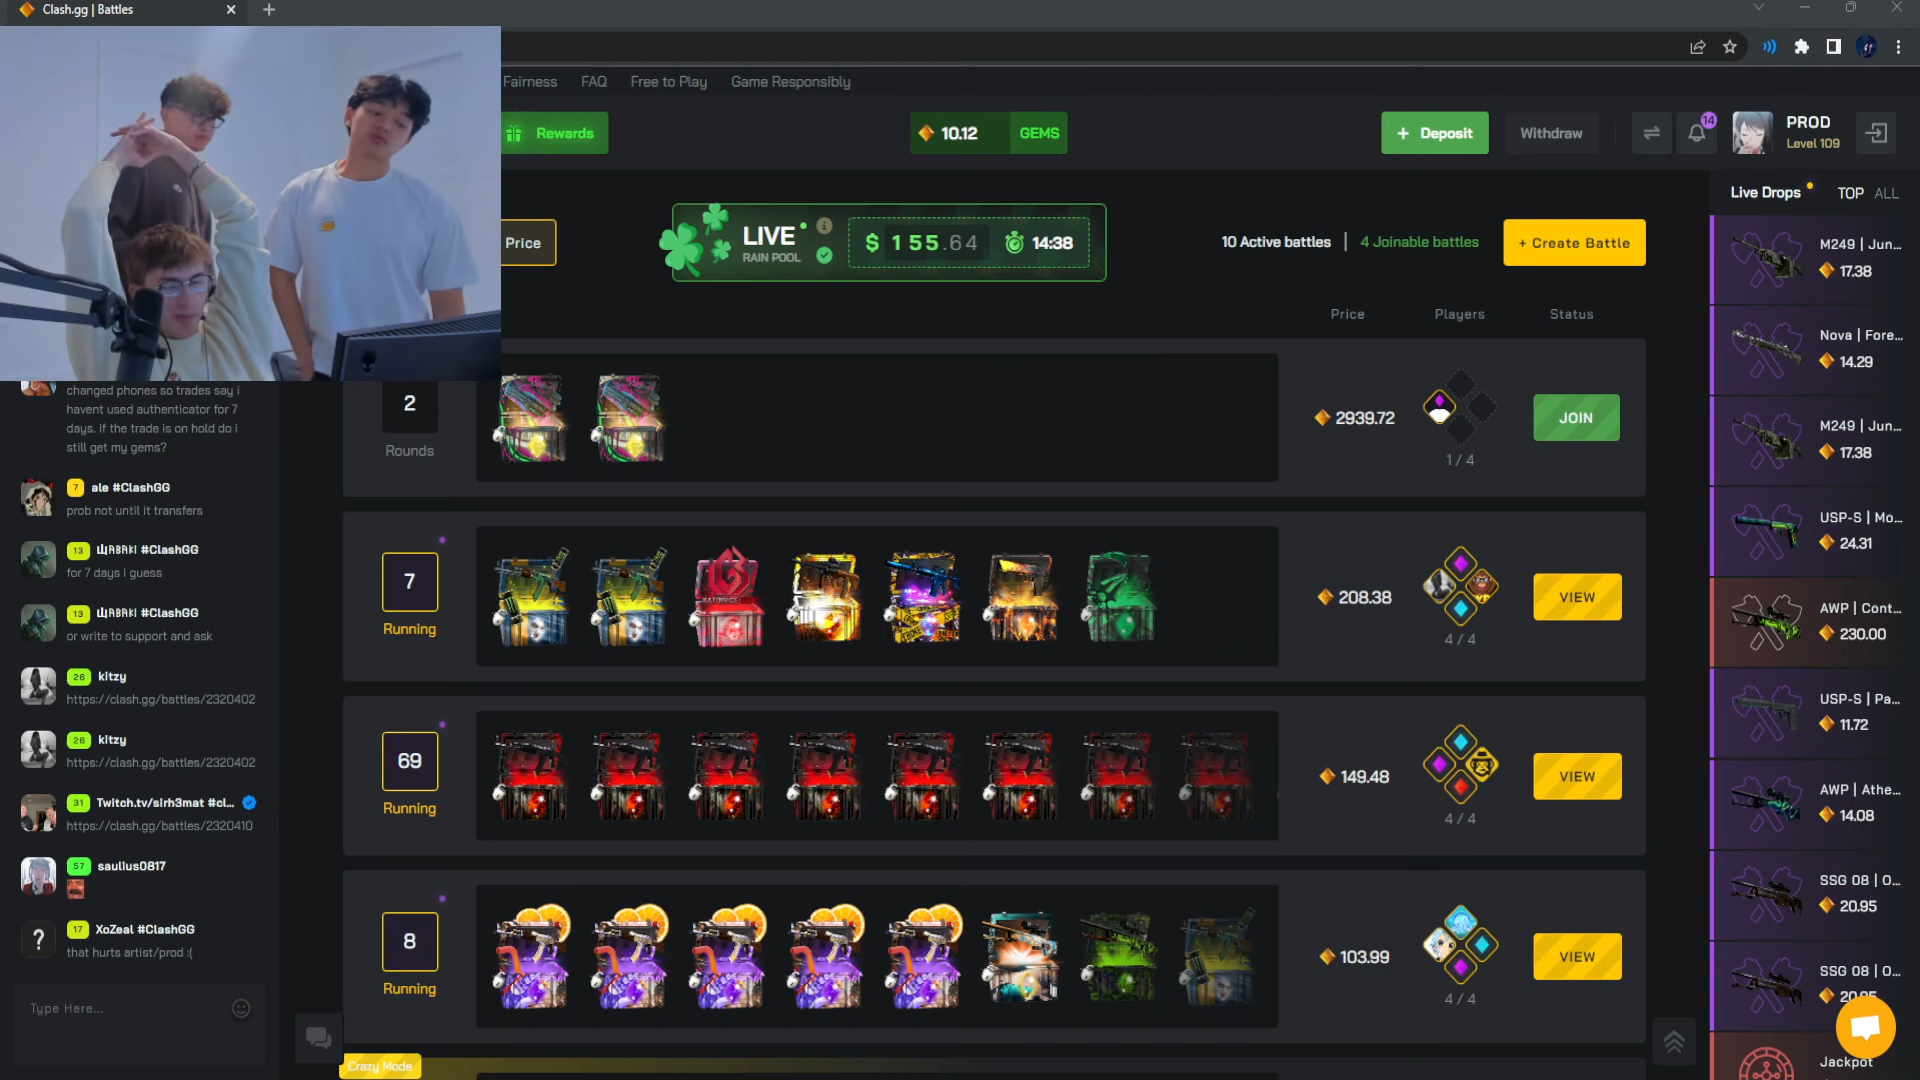 Clash.gg | Battles
Fairness
FAQ
Free to Play
Game Responsibly
Rewards
10.12
GEMS
+ Deposit
Withdraw
14
PROD
Level 109
Price
LIVE
RAIN POOL
$ 155.64
14:38
10 Active battles
4 Joinable battles
+ Create Battle
Live Drops
TOP
ALL
Price
Players
Status
2
Rounds
2939.72
1 / 4
JOIN
7
Running
208.38
4 / 4
VIEW
69
Running
149.48
4 / 4
VIEW
8
Running
103.99
4 / 4
VIEW
Crazy Mode
changed phones so trades say i
havent used authenticator for 7
days. if the trade is on hold do i
still get my gems?
7 ale #ClashGG
prob not until it transfers
13 #ClashGG
for 7 days i guess
13 #ClashGG
or write to support and ask
26 kitzy
https://clash.gg/battles/2320402
26 kitzy
https://clash.gg/battles/2320402
31 Twitch.tv/sirh3mat #cl...
https://clash.gg/battles/2320410
57 saulius0817
17 XoZeal #ClashGG
that hurts artist/prod :(
Type Here...
M249 | Jun...
17.38
Nova | Fore...
14.29
M249 | Jun...
17.38
USP-S | Mo...
24.31
AWP | Cont...
230.00
USP-S | Pa...
11.72
AWP | Athe...
14.08
SSG 08 | O...
20.95
SSG 08 | O...
20.95
Jackpot